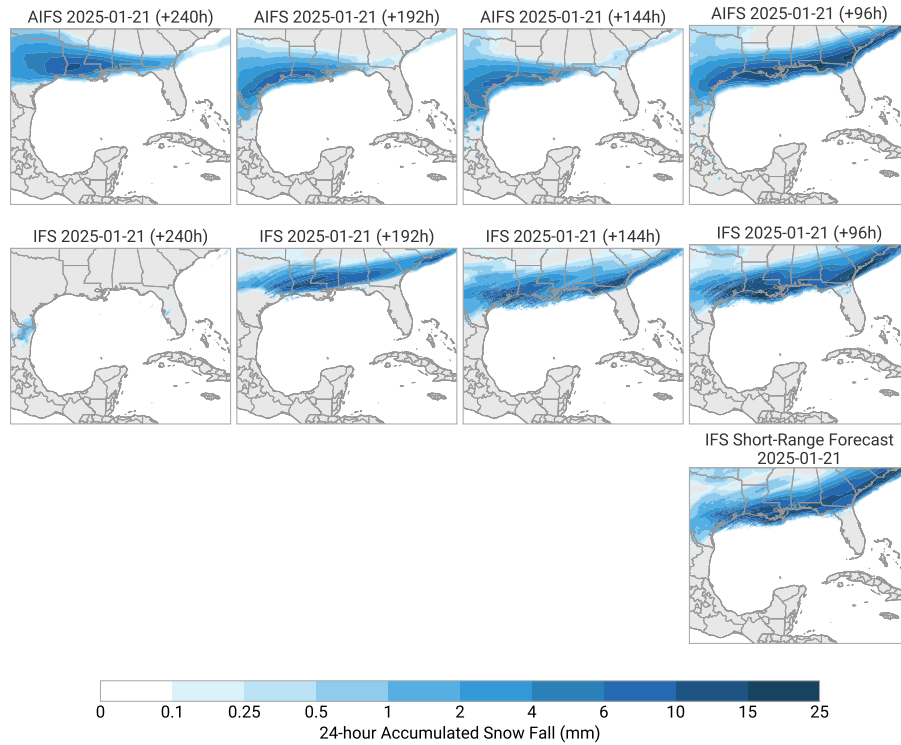 AIFS 2025-01-21 (+240h)
AIFS 2025-01-21 (+192h)
AIFS 2025-01-21 (+144h)
AIFS 2025-01-21 (+96h)
IFS 2025-01-21 (+240h)
IFS 2025-01-21 (+192h)
IFS 2025-01-21 (+144h)
IFS 2025-01-21 (+96h)
IFS Short-Range Forecast
2025-01-21
0 0.1 0.25 0.5 1 2 4 6 10 15 25
24-hour Accumulated Snow Fall (mm)